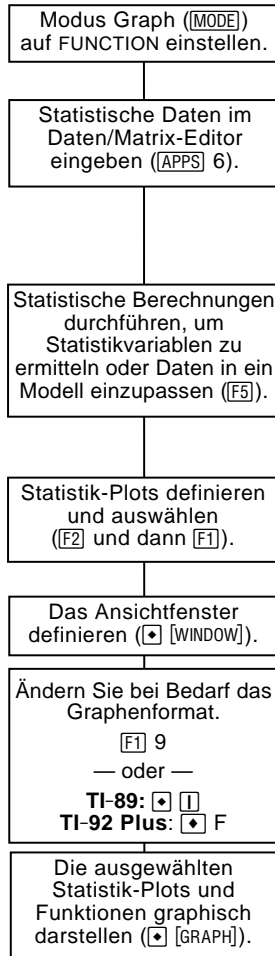 Modus Graph ([MODE])
auf FUNCTION einstellen.
Statistische Daten im
Daten/Matrix-Editor
eingeben ([APPS] 6).
Statistische Berechnungen
durchführen, um
Statistikvariablen zu
ermitteln oder Daten in ein
Modell einzupassen ([F5]).
Statistik-Plots definieren
und auswählen
([F2] und dann [F1]).
Das Ansichtfenster
definieren ([◆] [WINDOW]).
Ändern Sie bei Bedarf das
Graphenformat.
[F1] 9
— oder —
TI-89: [◆] [|]
TI-92 Plus: [◆] F
Die ausgewählten
Statistik-Plots und
Funktionen graphisch
darstellen ([◆] [GRAPH]).